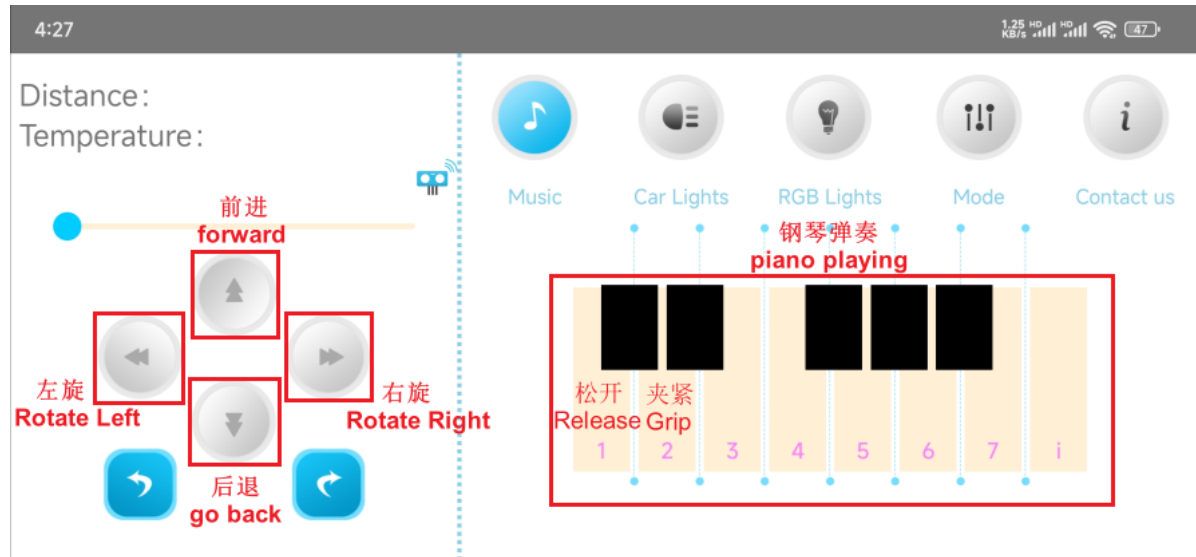 4:27
1.25 KB/s HD HD 47
Distance:
Temperature:
前进
forward
左旋
Rotate Left
右旋
Rotate Right
后退
go back
Music
Car Lights
RGB Lights
Mode
i
Contact us
钢琴弹奏
piano playing
松开 夹紧
Release Grip
1 2 3 4 5 6 7 i